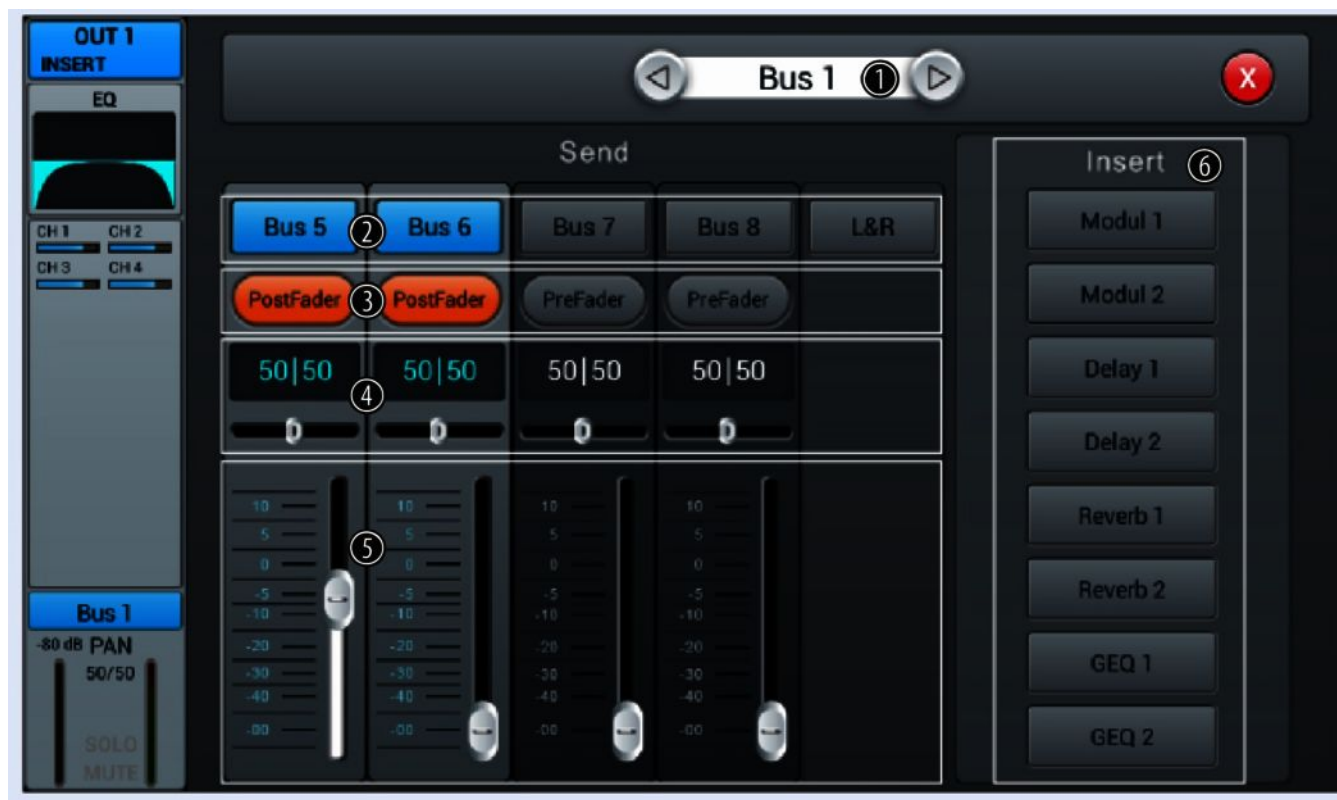 OUT 1
INSERT
EQ
CH 1 CH 2
CH 3 CH 4
Bus 1
-80 dB PAN
50/50
SOLO
MUTE
Bus 1 ① X
Send
Bus 5 ② Bus 6 Bus 7 Bus 8 L&R
PostFader ③ PostFader PreFader PreFader
50|50 ④ 50|50 50|50 50|50
10 10 10 10
5 5 5 5
⑤
0 0 0 0
-5 -5 -5 -5
-10 -10 -10 -10
-20 -20 -20 -20
-30 -30 -30 -30
-40 -40 -40 -40
-00 -00 -00 -00
Insert ⑥
Modul 1
Modul 2
Delay 1
Delay 2
Reverb 1
Reverb 2
GEQ 1
GEQ 2